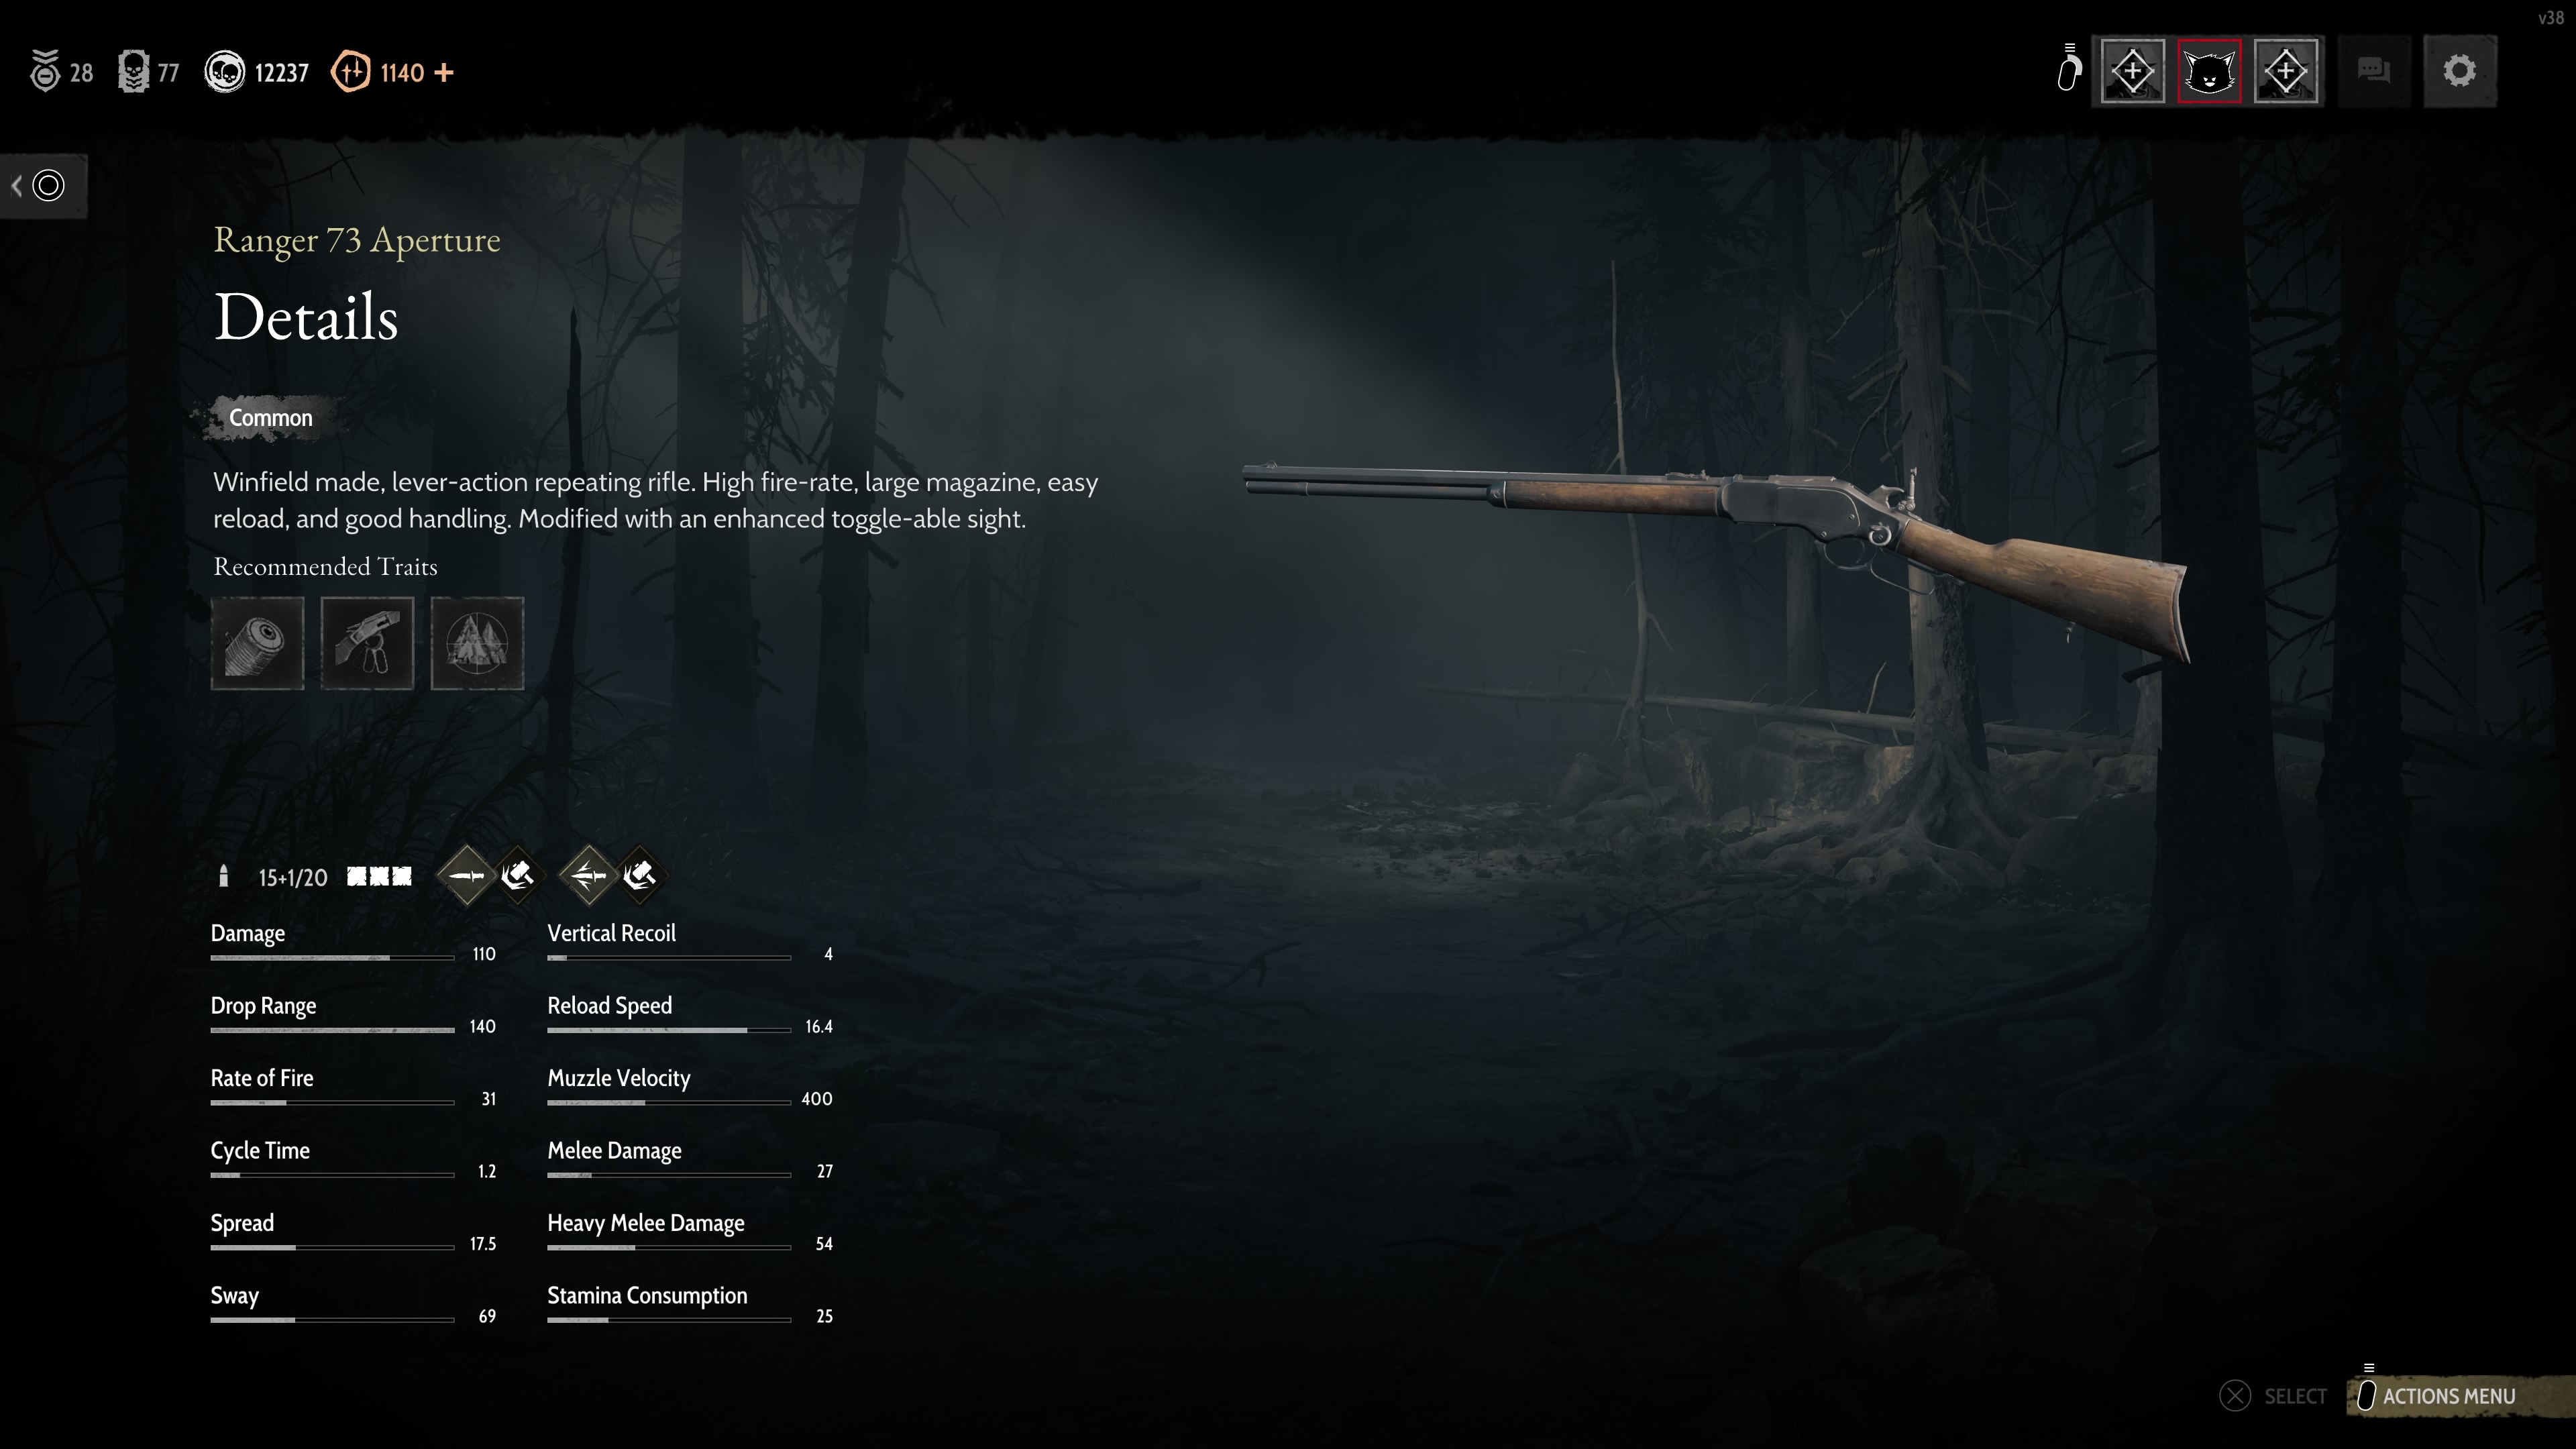 v38
28
77
12237
1140 +
Ranger 73 Aperture
Details
Common
Winfield made, lever-action repeating rifle. High fire-rate, large magazine, easy
reload, and good handling. Modified with an enhanced toggle-able sight.
Recommended Traits
15+1/20
Damage
110
Drop Range
140
Rate of Fire
31
Cycle Time
1.2
Spread
17.5
Sway
69
Vertical Recoil
4
Reload Speed
16.4
Muzzle Velocity
400
Melee Damage
27
Heavy Melee Damage
54
Stamina Consumption
25
SELECT
ACTIONS MENU